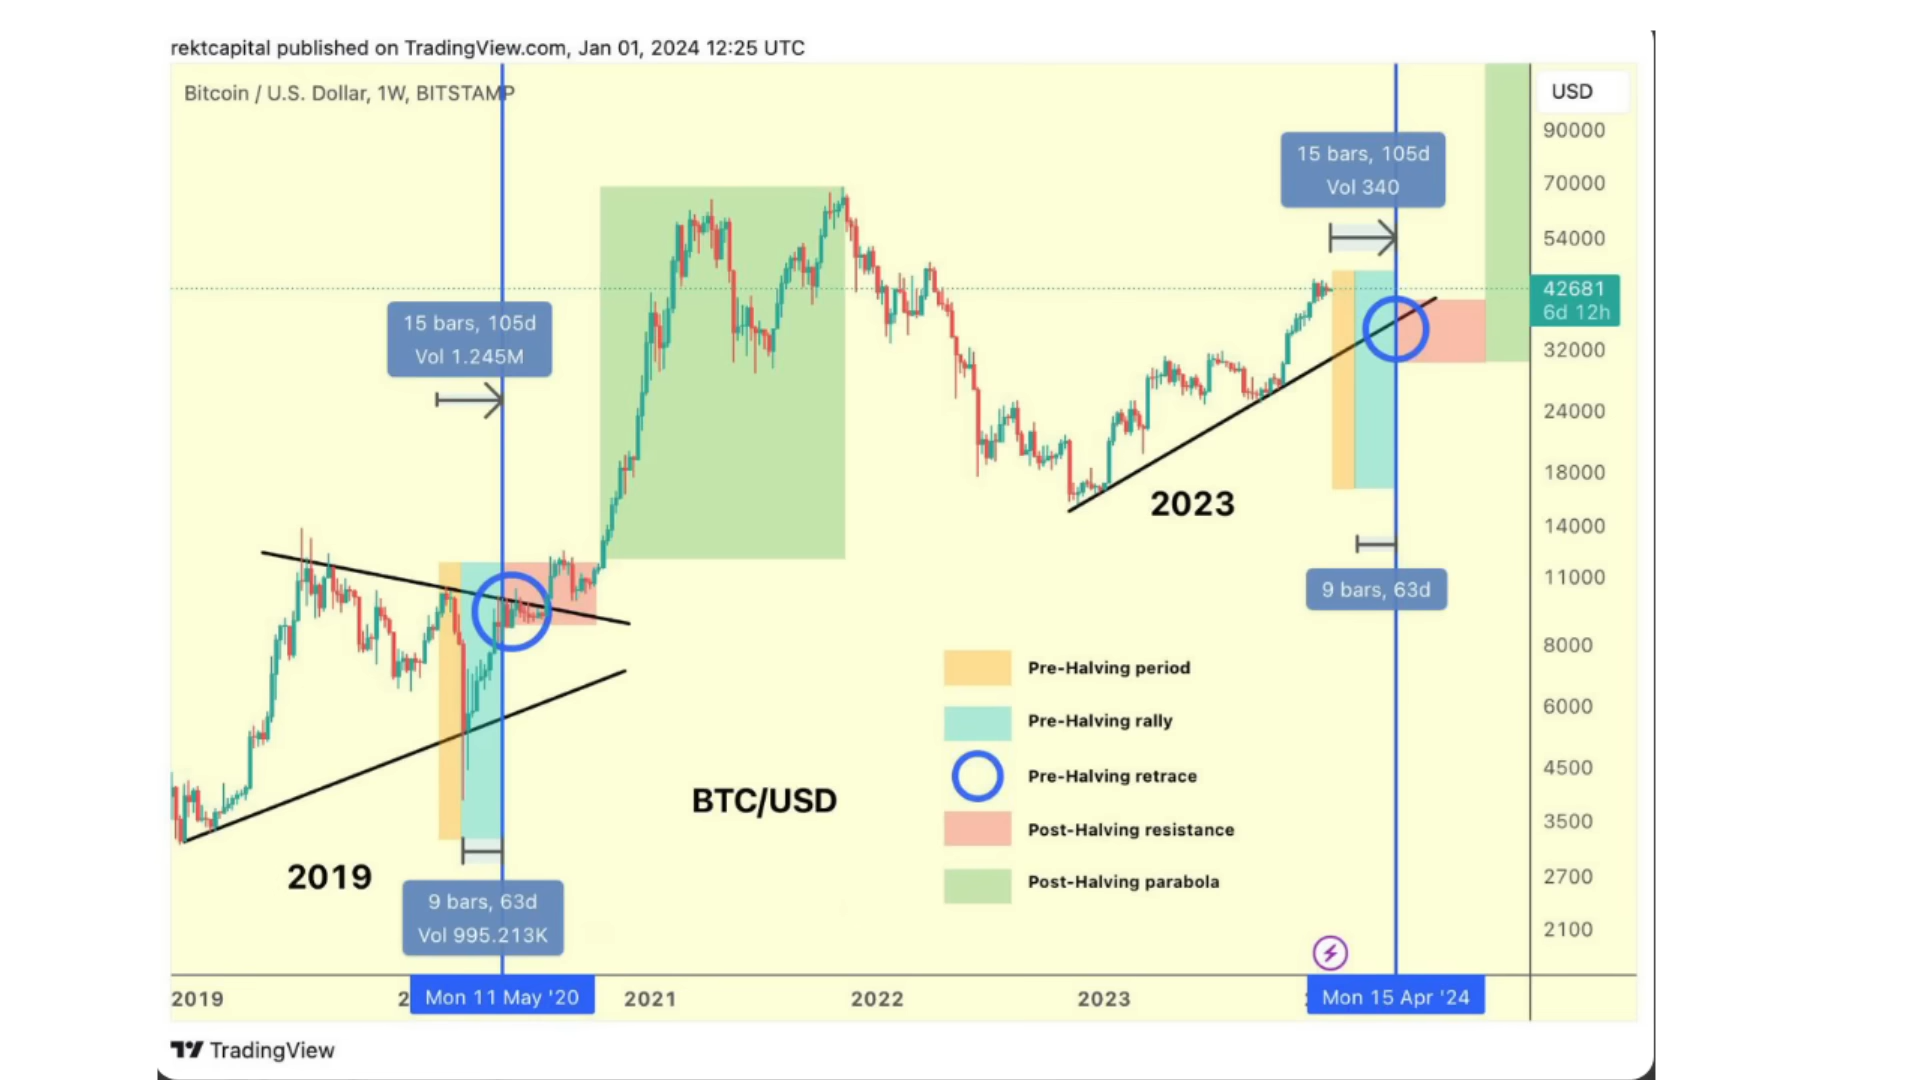 rektcapital published on TradingView.com, Jan 01, 2024 12:25 UTC
Bitcoin / U.S. Dollar, 1W, BITSTAMP
USD
90000
70000
54000
42681
6d 12h
32000
24000
18000
14000
11000
8000
6000
4500
3500
2700
2100
15 bars, 105d
Vol 340
15 bars, 105d
Vol 1.245M
2023
9 bars, 63d
Pre-Halving period
Pre-Halving rally
Pre-Halving retrace
Post-Halving resistance
Post-Halving parabola
BTC/USD
2019
9 bars, 63d
Vol 995.213K
2019
Mon 11 May '20
2021
2022
2023
Mon 15 Apr '24
TradingView